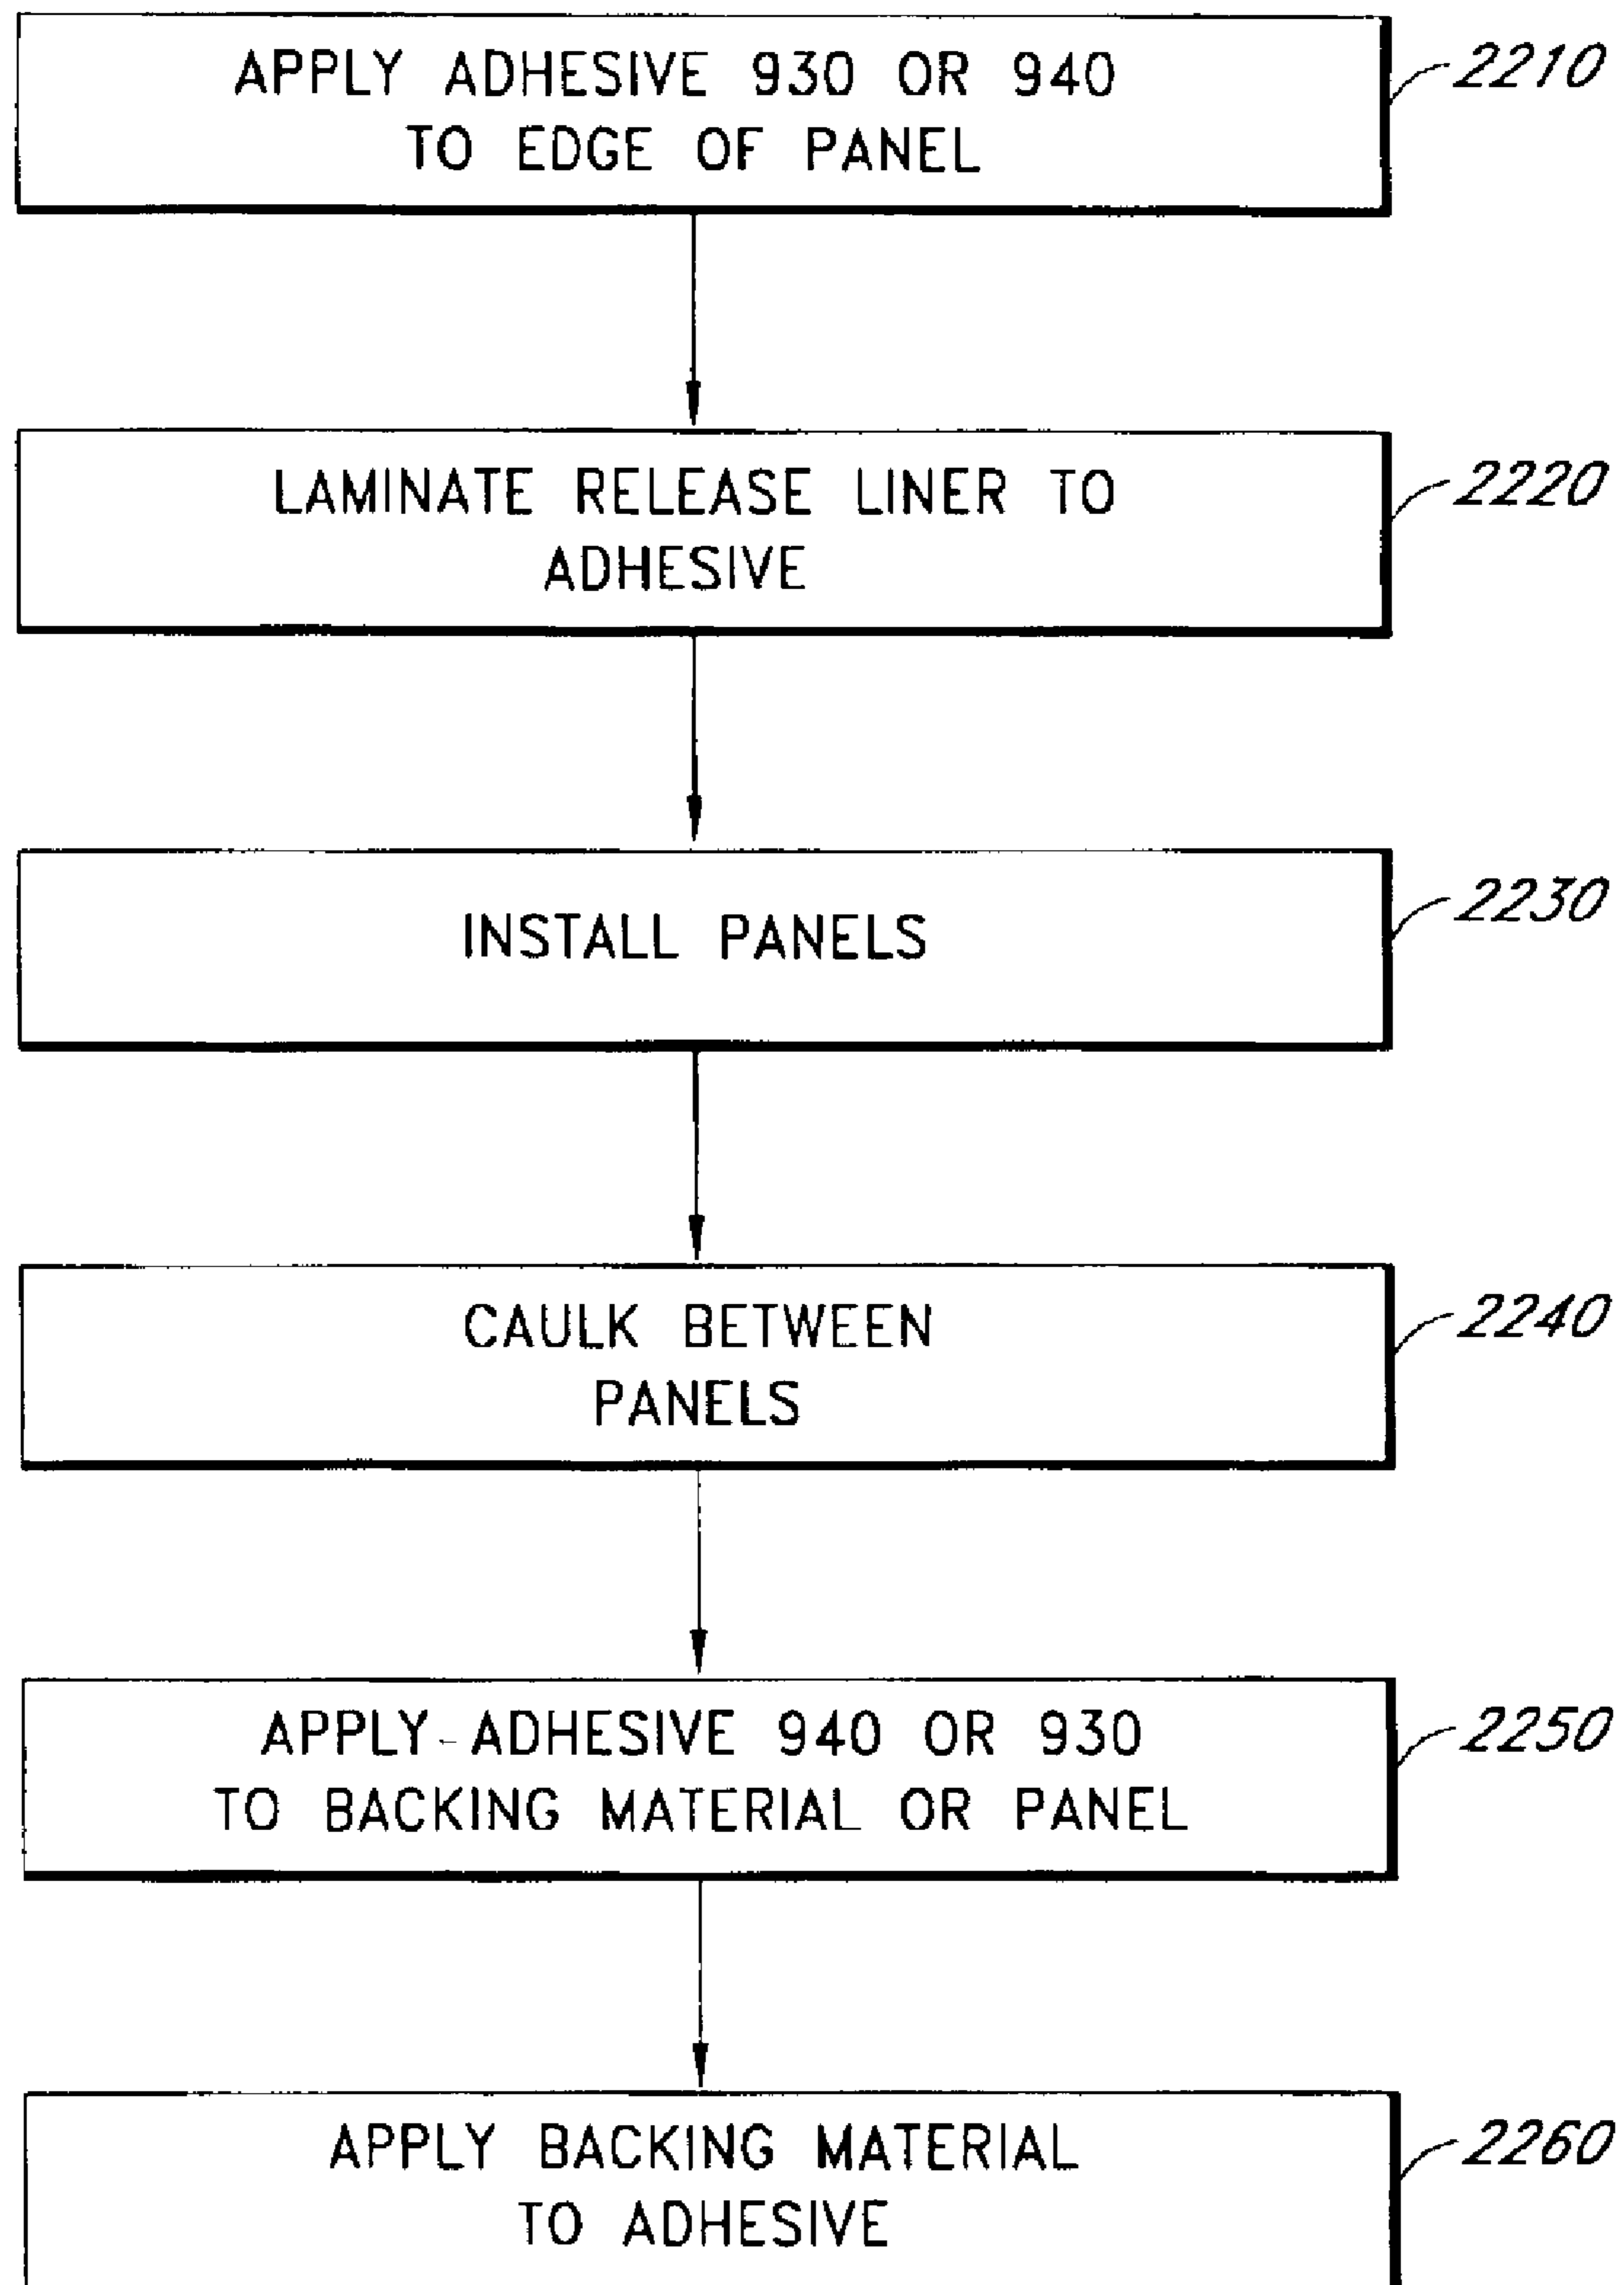 APPLY ADHESIVE 930 OR 940
TO EDGE OF PANEL
2210
LAMINATE RELEASE LINER TO
ADHESIVE
2220
INSTALL PANELS
2230
CAULK BETWEEN
PANELS
2240
APPLY ADHESIVE 940 OR 930
TO BACKING MATERIAL OR PANEL
2250
APPLY BACKING MATERIAL
TO ADHESIVE
2260